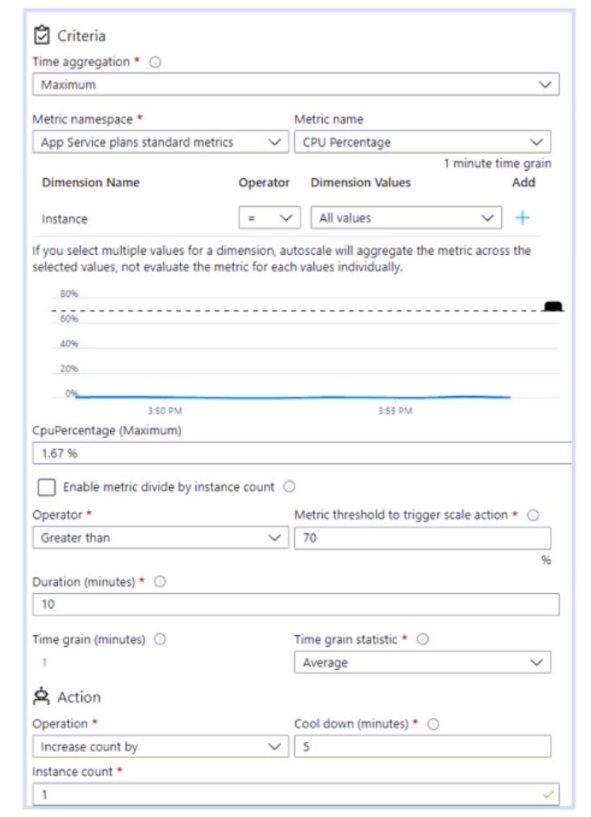 Criteria
Time aggregation *
Maximum
Metric namespace * Metric name
App Service plans standard metrics CPU Percentage
1 minute time grain
Dimension Name Operator Dimension Values Add
Instance = All values +
If you select multiple values for a dimension, autoscale will aggregate the metric across the
selected values, not evaluate the metric for each values individually.
80%
60%
40%
20%
0%
3:50 PM 3:55 PM
CpuPercentage (Maximum)
1.67 %
Enable metric divide by instance count
Operator * Metric threshold to trigger scale action *
Greater than 70
%
Duration (minutes) *
10
Time grain (minutes) Time grain statistic *
1 Average
Action
Operation * Cool down (minutes) *
Increase count by 5
Instance count *
1